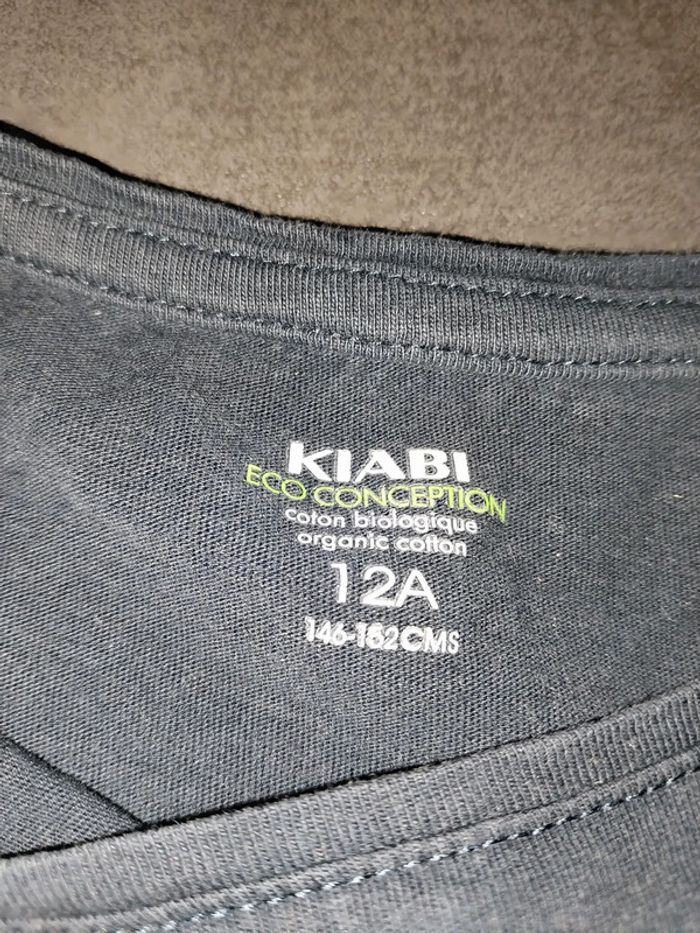 KIABI
ECO CONCEPTION
coton biologique
organic cotton
12A
146-152CMS